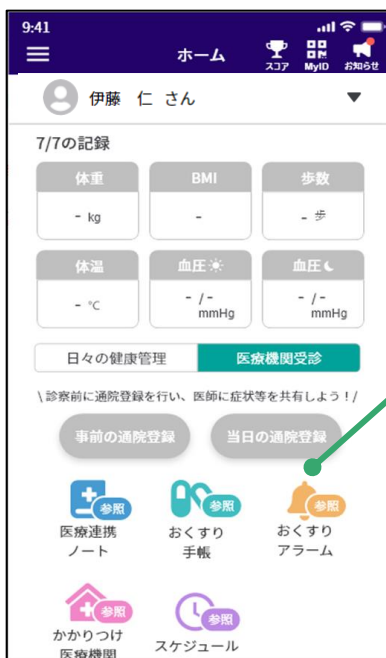 9:41
ホーム
スコア
MyID
お知らせ
伊藤 仁 さん
7/7の記録
体重
BMI
歩数
- kg
-
- 歩
体温
血圧
血圧
- ℃
- / -
mmHg
- / -
mmHg
日々の健康管理
医療機関受診
\ 診察前に通院登録を行い、医師に症状等を共有しよう！/
事前の通院登録
当日の通院登録
参照
参照
参照
医療連携
ノート
おくすり
手帳
おくすり
アラーム
参照
参照
かかりつけ
医療機関
スケジュール